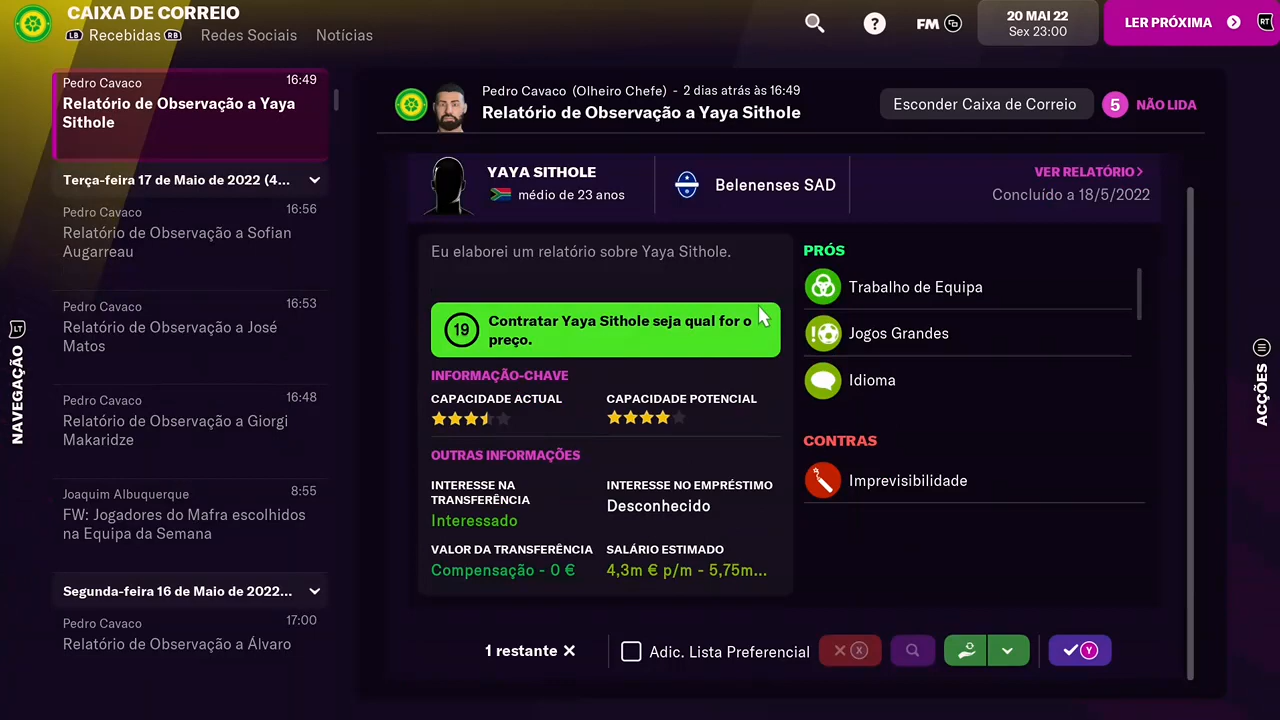 CAIXA DE CORREIO
LB Recebidas RB Redes Sociais Notícias
?
FM
20 MAI 22
Sex 23:00
LER PRÓXIMA
RT
Pedro Cavaco 16:49
Relatório de Observação a Yaya
Sithole
Terça-feira 17 de Maio de 2022 (4...
Pedro Cavaco 16:56
Relatório de Observação a Sofian
Augarreau
Pedro Cavaco 16:53
Relatório de Observação a José
Matos
Pedro Cavaco 16:48
Relatório de Observação a Giorgi
Makaridze
Joaquim Albuquerque 8:55
FW: Jogadores do Mafra escolhidos
na Equipa da Semana
Segunda-feira 16 de Maio de 2022...
Pedro Cavaco 17:00
Relatório de Observação a Álvaro
NAVEGAÇÃO LT
Pedro Cavaco (Olheiro Chefe) - 2 dias atrás às 16:49
Relatório de Observação a Yaya Sithole
Esconder Caixa de Correio
5 NÃO LIDA
YAYA SITHOLE
médio de 23 anos
Belenenses SAD
VER RELATÓRIO>
Concluído a 18/5/2022
Eu elaborei um relatório sobre Yaya Sithole.
19 Contratar Yaya Sithole seja qual for o
preço.
INFORMAÇÃO-CHAVE
CAPACIDADE ACTUAL CAPACIDADE POTENCIAL
OUTRAS INFORMAÇÕES
INTERESSE NA
TRANSFERÊNCIA
Interessado
INTERESSE NO EMPRÉSTIMO
Desconhecido
VALOR DA TRANSFERÊNCIA
Compensação - 0 €
SALÁRIO ESTIMADO
4,3m € p/m - 5,75m...
PRÓS
Trabalho de Equipa
Jogos Grandes
Idioma
CONTRAS
Imprevisibilidade
1 restante ×
Adic. Lista Preferencial
X
Y
ACÇÕES